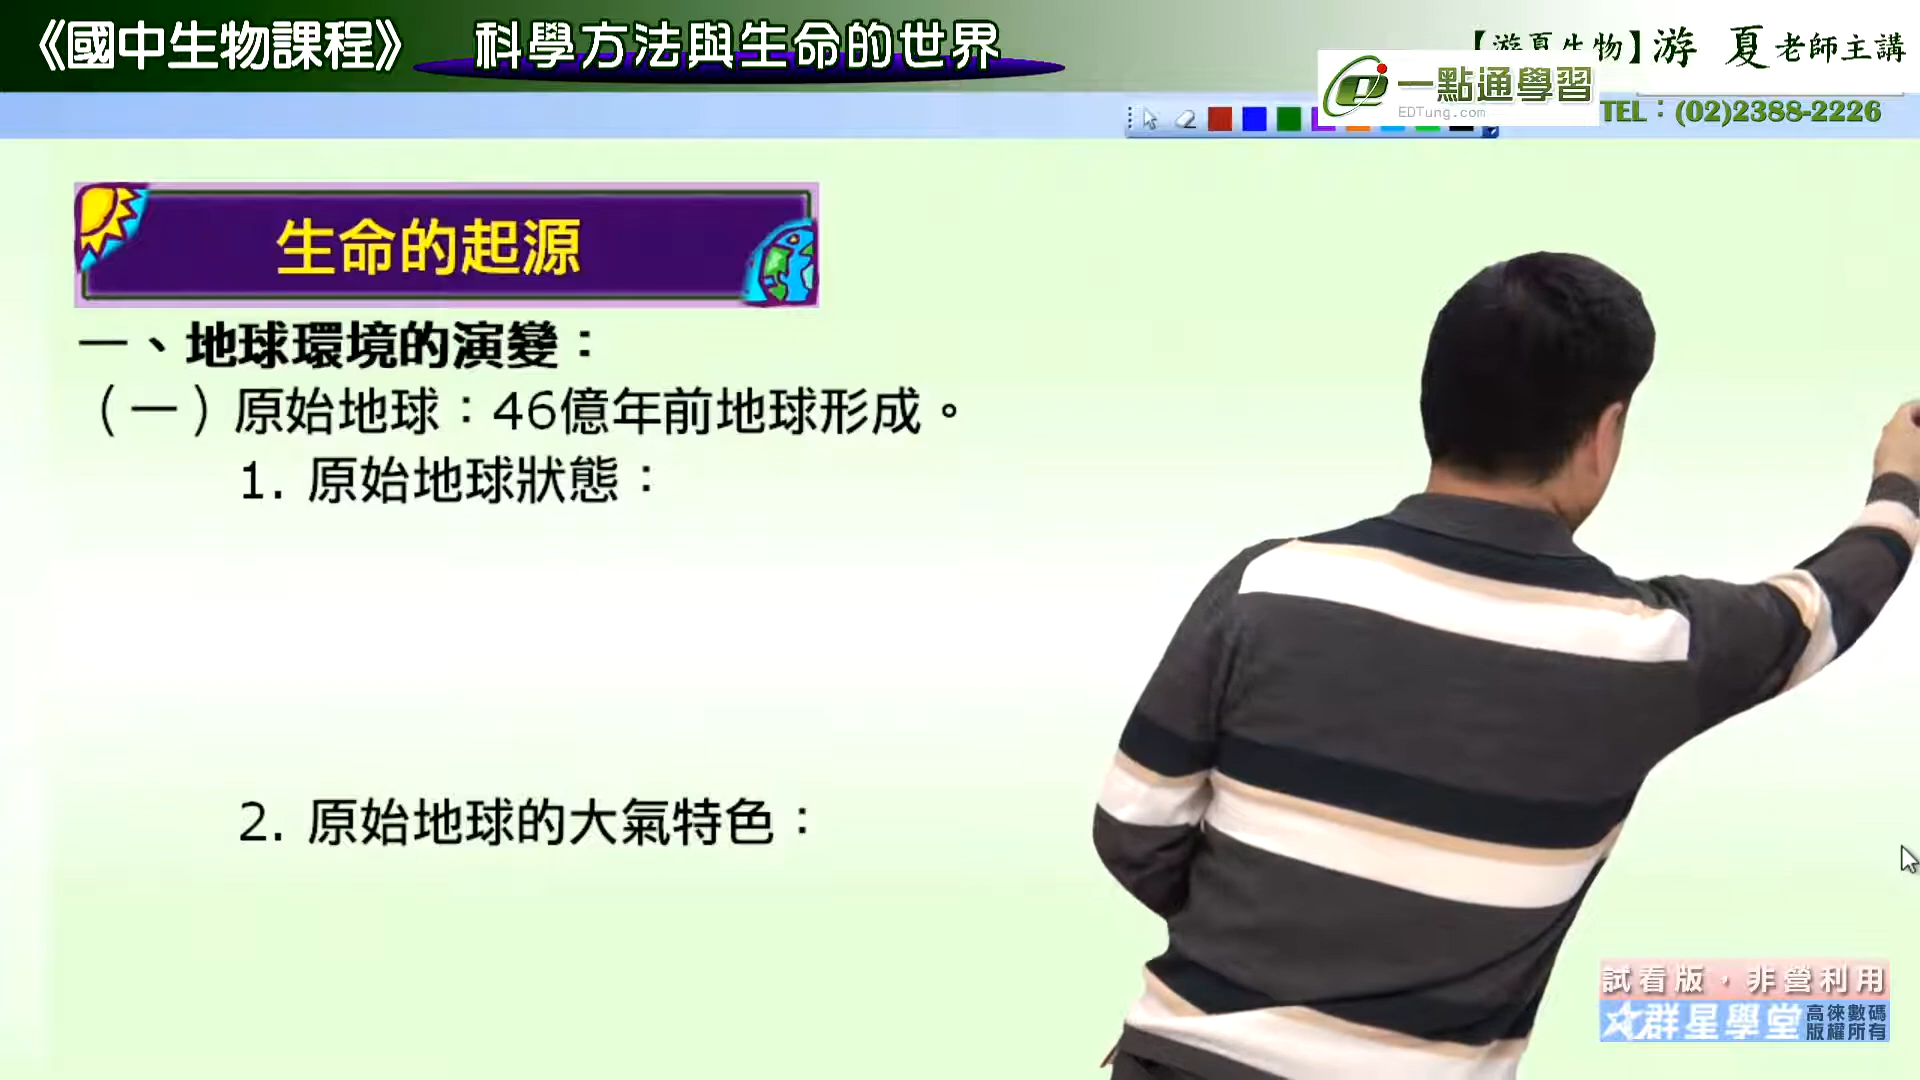 《國中生物課程》 科學方法與生命的世界
【游夏生物】游 夏老師主講
一點通學習
EDTung.com
TEL：(02)2388-2226
生命的起源
一、地球環境的演變：
（一）原始地球：46億年前地球形成。
1. 原始地球狀態：
2. 原始地球的大氣特色：
試看版，非營利用
群星學堂 高徠數碼
版權所有